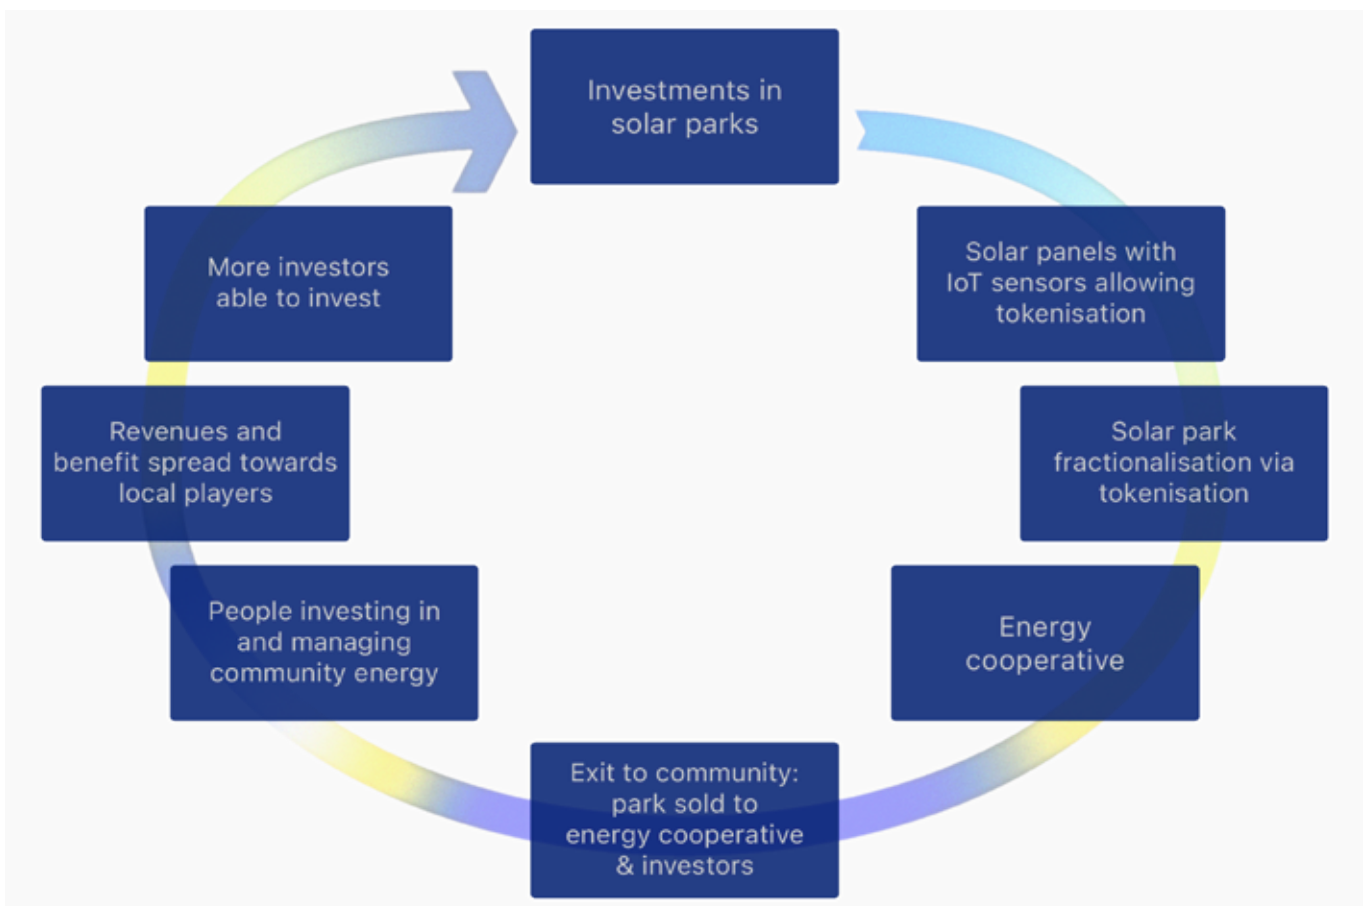 Investments in
solar parks
Solar panels with
IoT sensors allowing
tokenisation
Solar park
fractionalisation via
tokenisation
Energy
cooperative
Exit to community:
park sold to
energy cooperative
& investors
People investing in
and managing
community energy
Revenues and
benefit spread towards
local players
More investors
able to invest